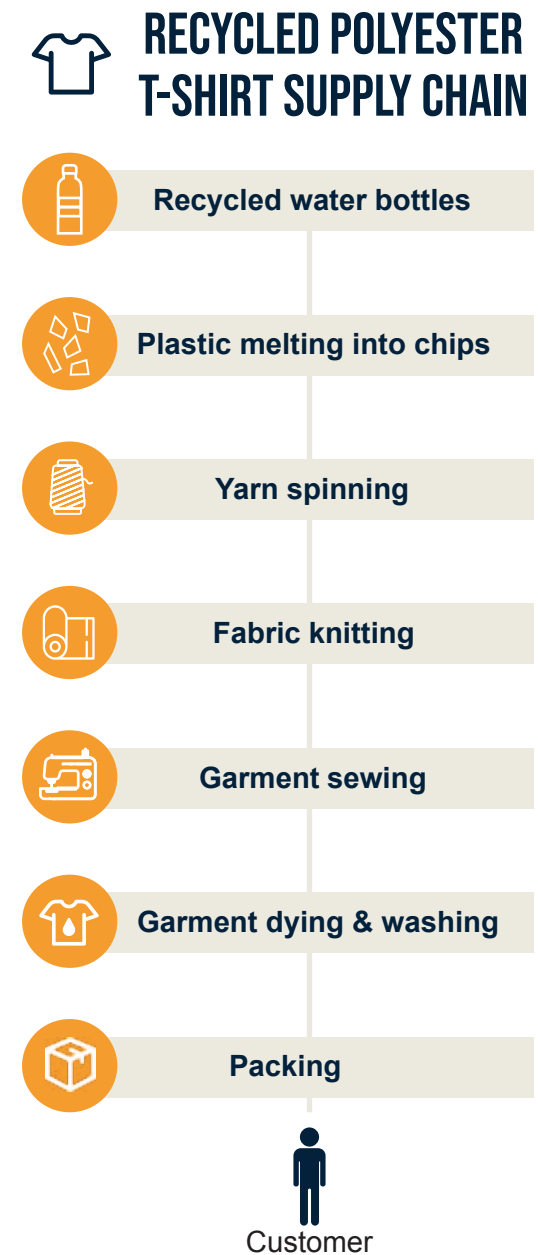 RECYCLED POLYESTER
T-SHIRT SUPPLY CHAIN
Recycled water bottles
Plastic melting into chips
Yarn spinning
Fabric knitting
Garment sewing
Garment dying & washing
Packing
Customer